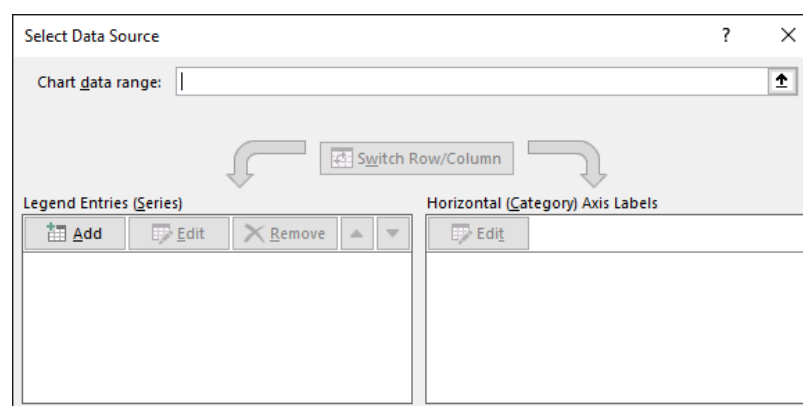 Select Data Source ?
Chart data range:
Switch Row/Column
Legend Entries (Series)
Add Edit Remove
Horizontal (Category) Axis Labels
Edit